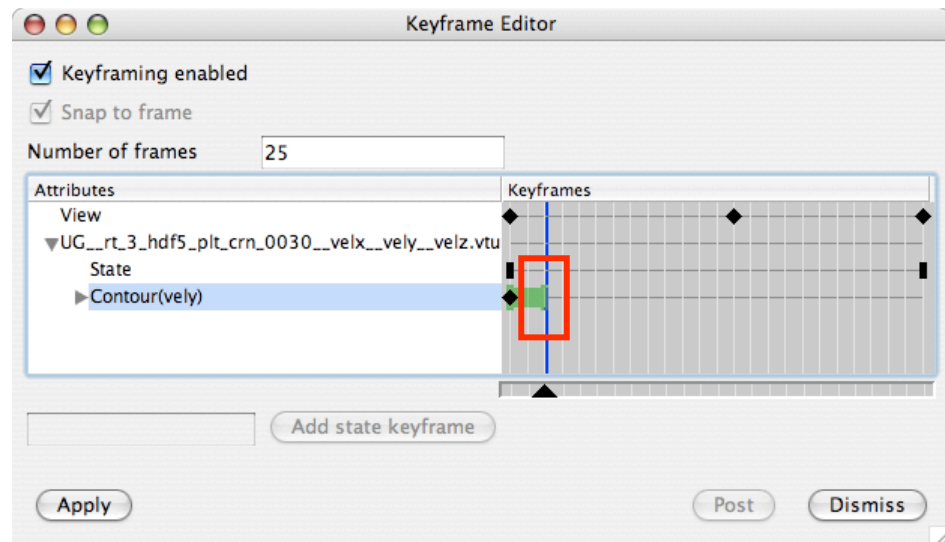 Keyframe Editor
Keyframing enabled
Snap to frame
Number of frames 25
Attributes Keyframes
View
UG__rt_3_hdf5_plt_crn_0030__velx__vely__velz.vtu
State
Contour(vely)
Add state keyframe
Apply Post Dismiss